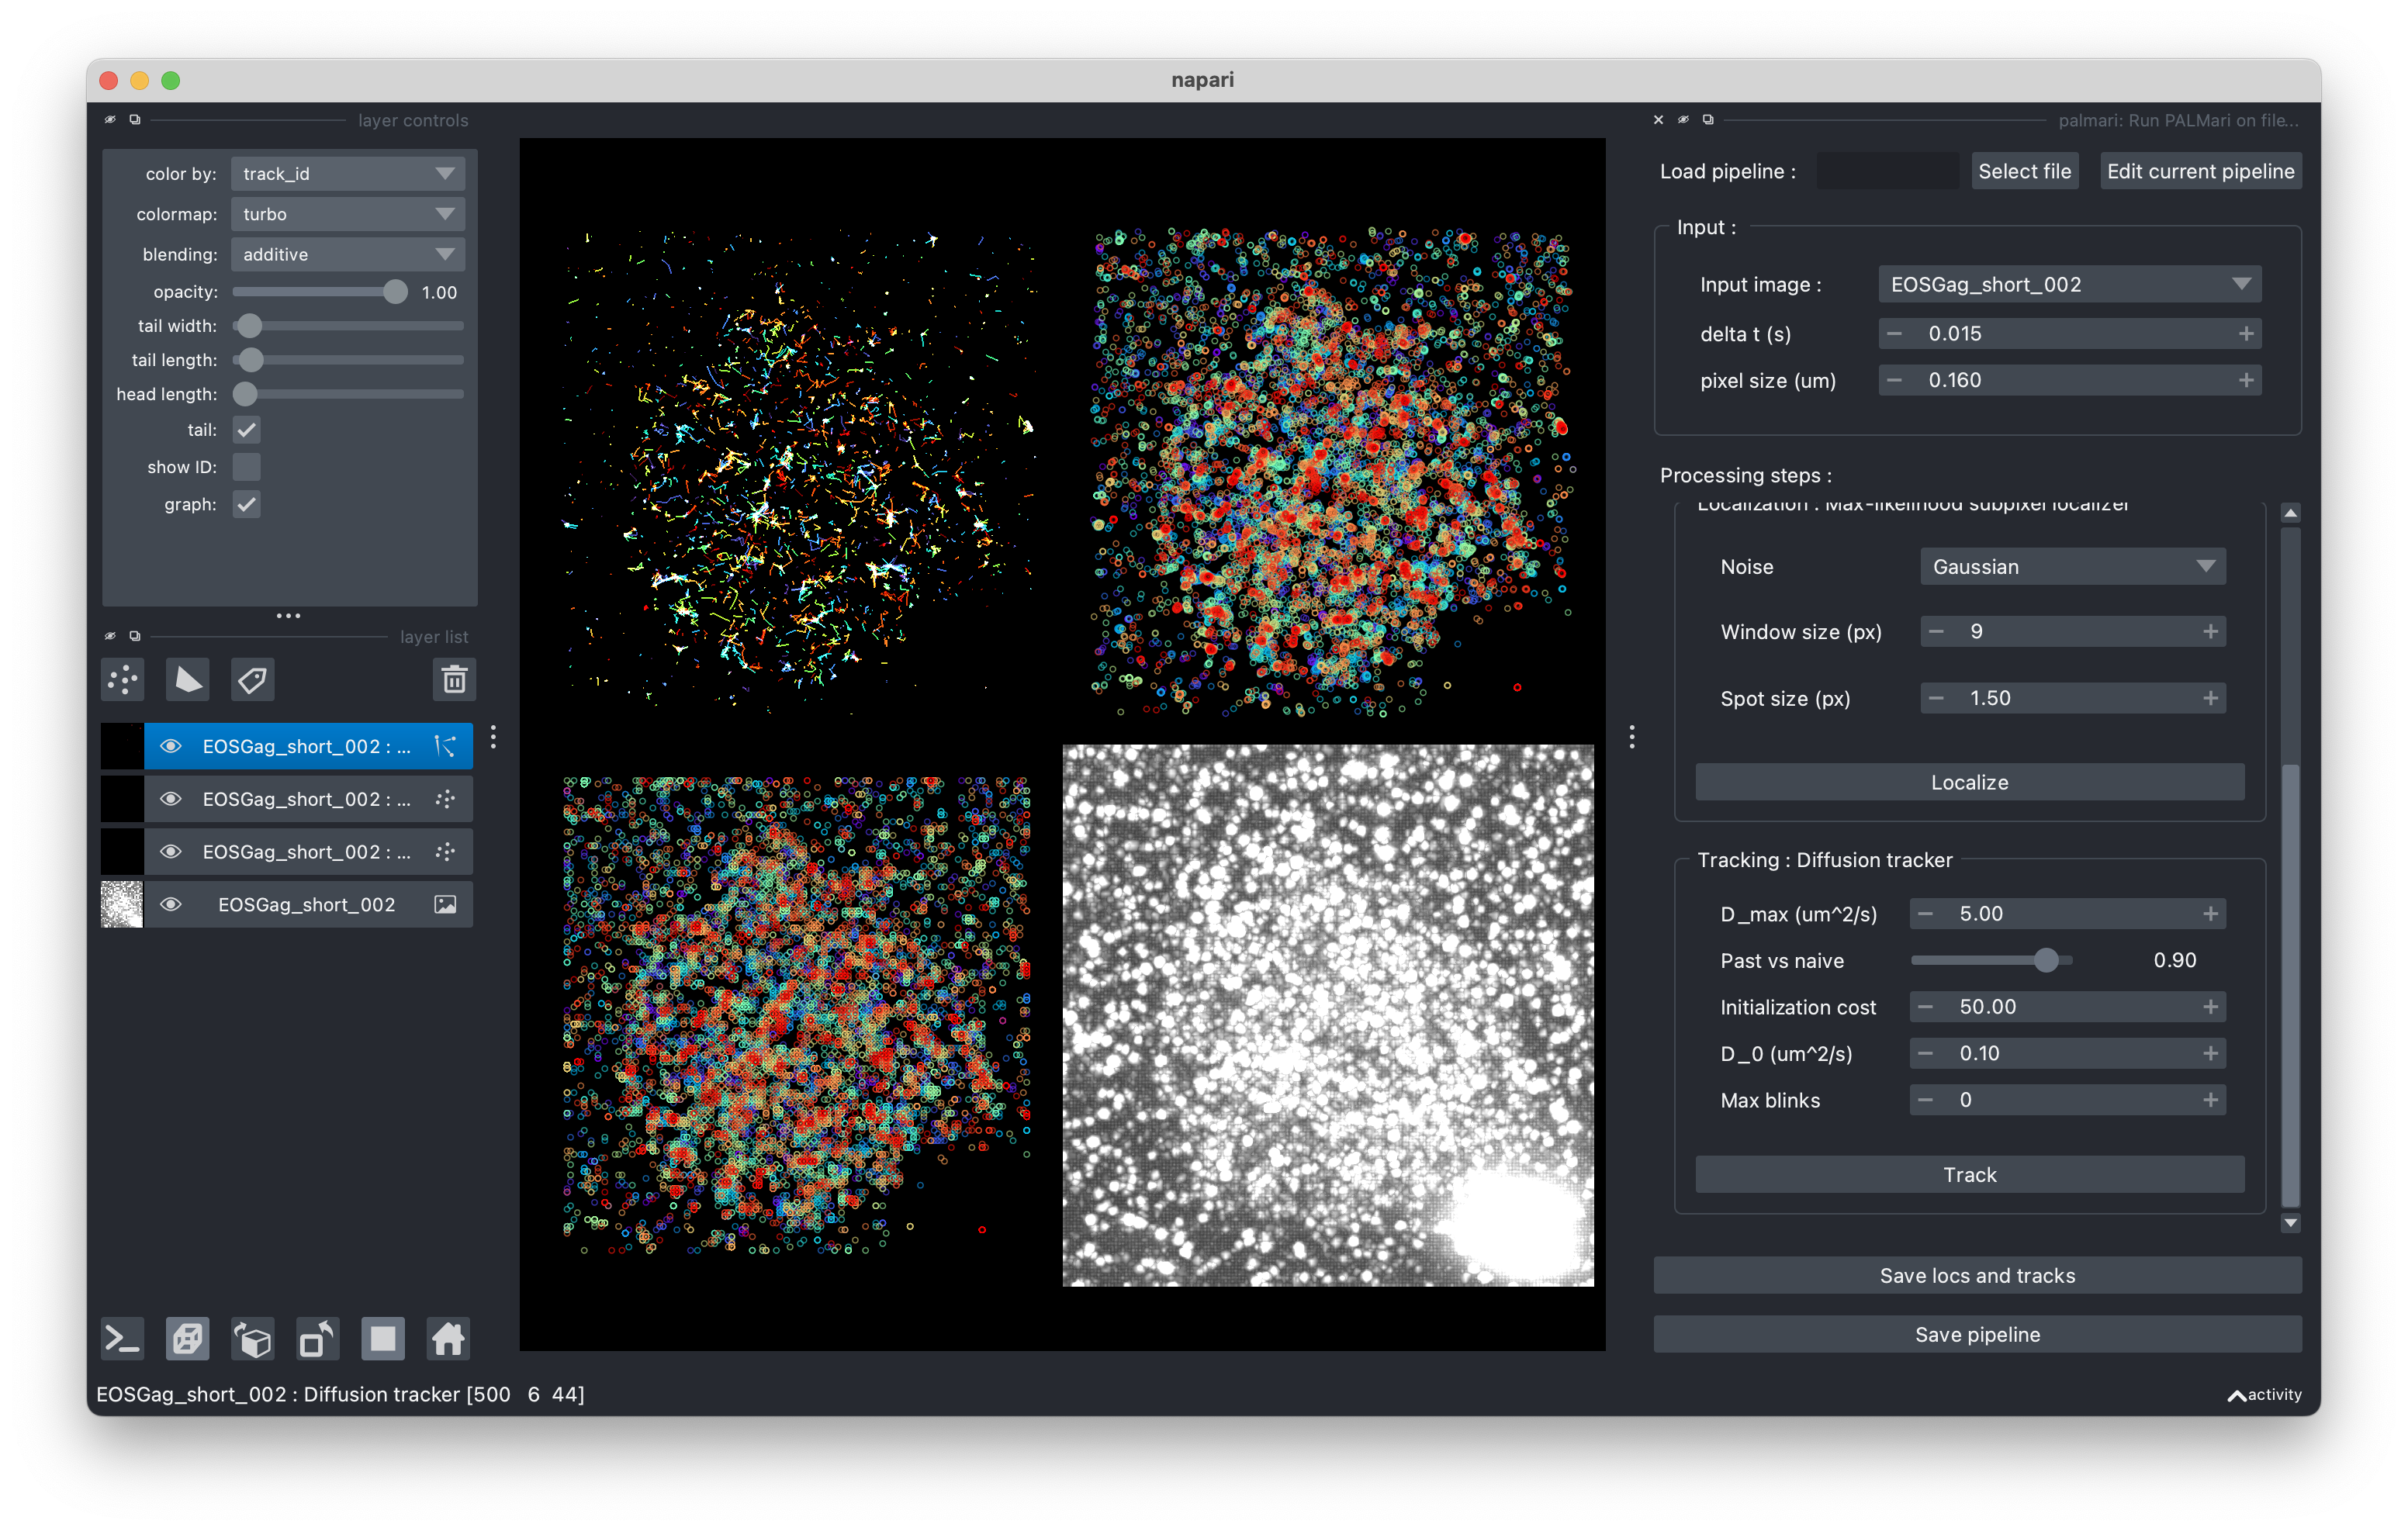 napari
layer controls
color by: track_id
colormap: turbo
blending: additive
opacity: 1.00
tail width:
tail length:
head length:
tail:
show ID:
graph:
layer list
EOSGag_short_002 : ...
EOSGag_short_002 : ...
EOSGag_short_002 : ...
EOSGag_short_002
EOSGag_short_002 : Diffusion tracker [500 6 44]
palmari: Run PALMari on file...
Load pipeline : Select file Edit current pipeline
Input :
Input image : EOSGag_short_002
delta t (s) 0.015
pixel size (um) 0.160
Processing steps :
Localization : Max-likelihood subpixel localizer
Noise Gaussian
Window size (px) 9
Spot size (px) 1.50
Localize
Tracking : Diffusion tracker
D_max (um^2/s) 5.00
Past vs naive 0.90
Initialization cost 50.00
D_0 (um^2/s) 0.10
Max blinks 0
Track
Save locs and tracks
Save pipeline
activity